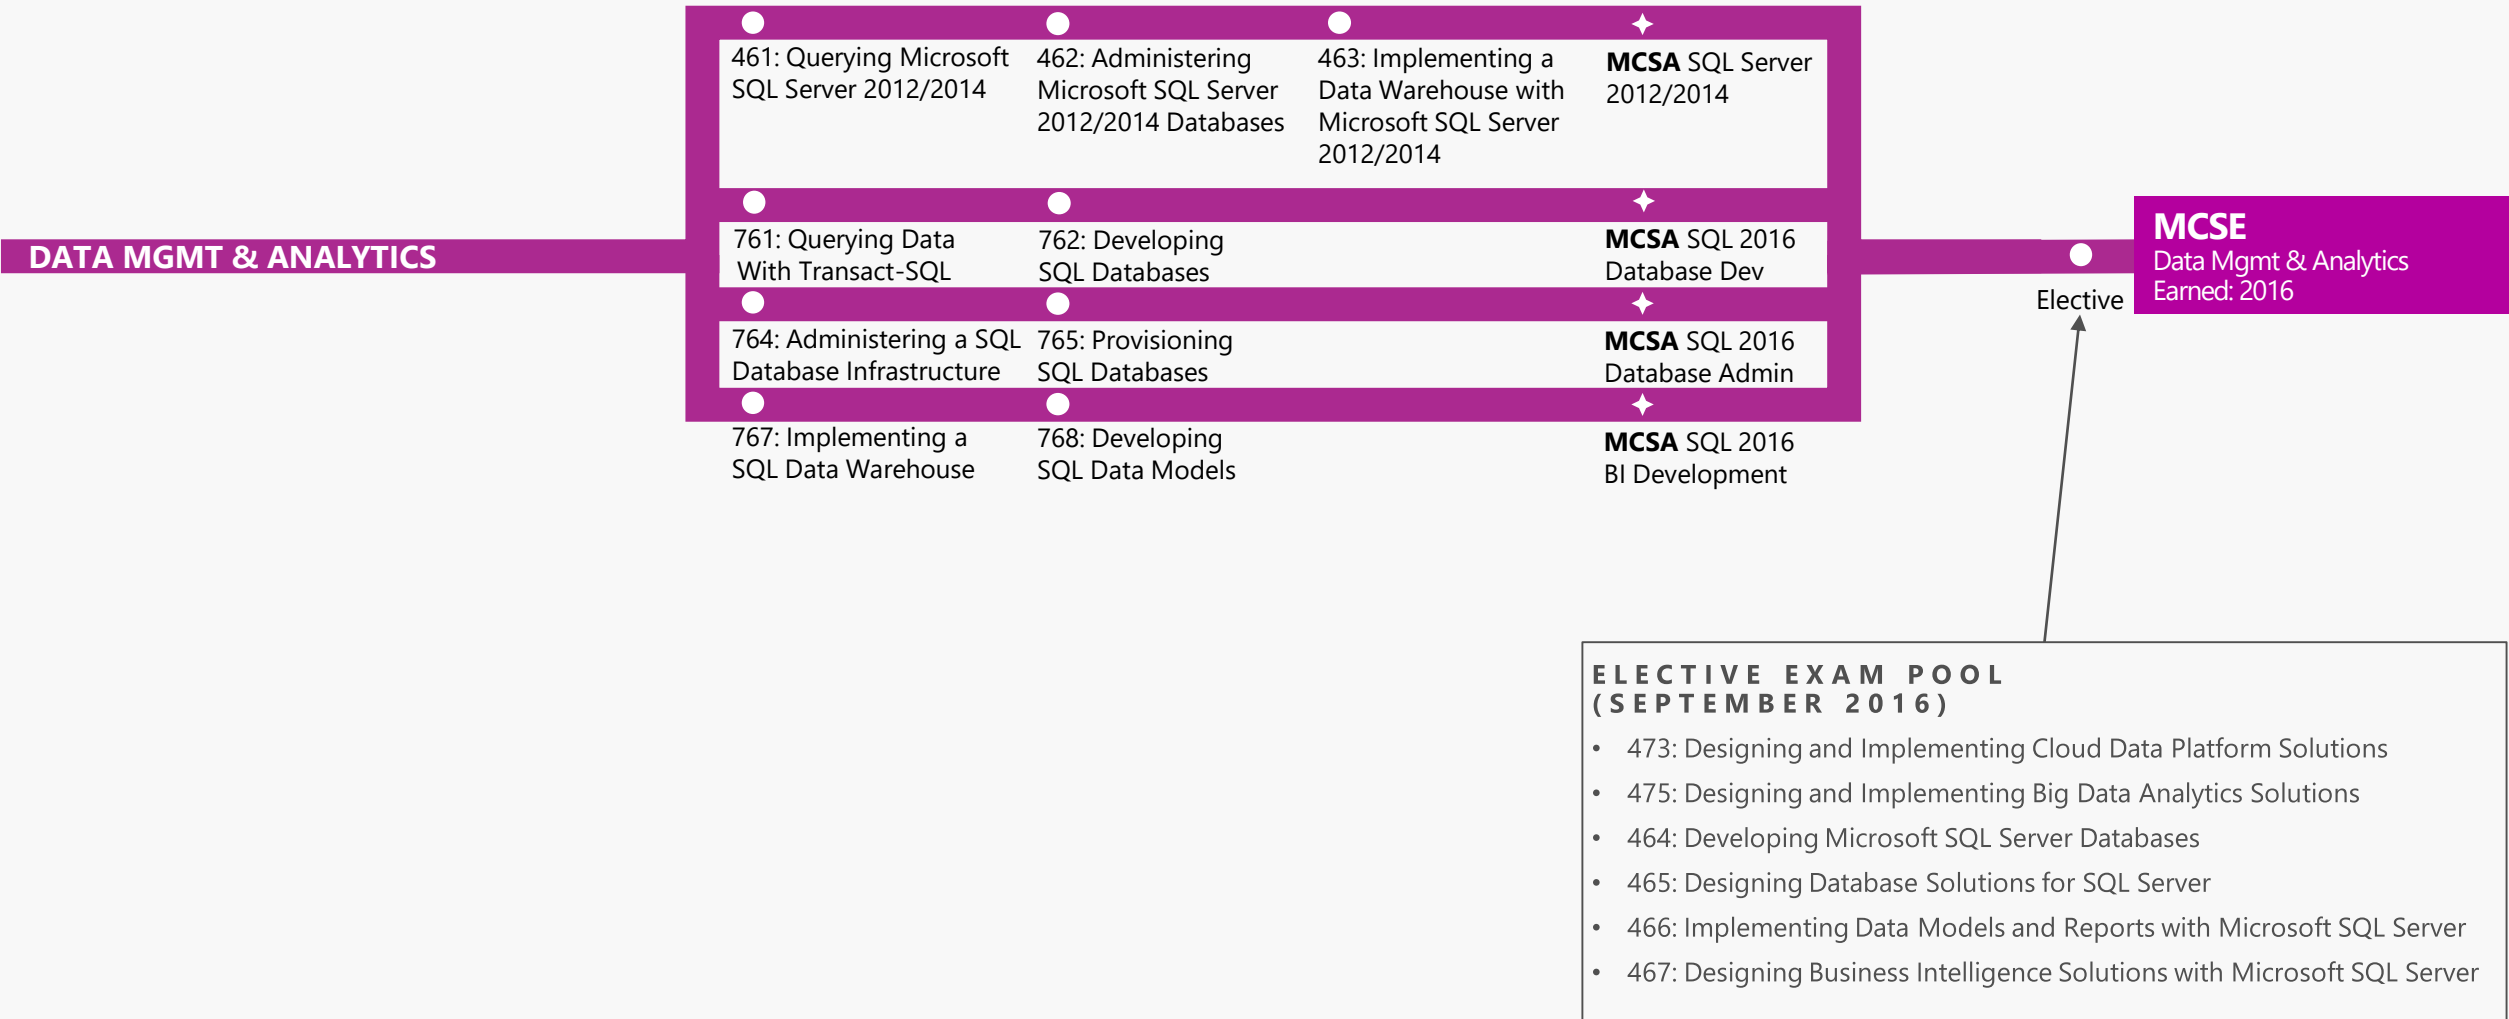 DATA MGMT & ANALYTICS
461: Querying Microsoft
SQL Server 2012/2014
462: Administering
Microsoft SQL Server
2012/2014 Databases
463: Implementing a
Data Warehouse with
Microsoft SQL Server
2012/2014
MCSA SQL Server
2012/2014
761: Querying Data
With Transact-SQL
762: Developing
SQL Databases
MCSA SQL 2016
Database Dev
764: Administering a SQL
Database Infrastructure
765: Provisioning
SQL Databases
MCSA SQL 2016
Database Admin
767: Implementing a
SQL Data Warehouse
768: Developing
SQL Data Models
MCSA SQL 2016
BI Development
Elective
MCSE
Data Mgmt & Analytics
Earned: 2016
ELECTIVE EXAM POOL
(SEPTEMBER 2016)
• 473: Designing and Implementing Cloud Data Platform Solutions
• 475: Designing and Implementing Big Data Analytics Solutions
• 464: Developing Microsoft SQL Server Databases
• 465: Designing Database Solutions for SQL Server
• 466: Implementing Data Models and Reports with Microsoft SQL Server
• 467: Designing Business Intelligence Solutions with Microsoft SQL Server